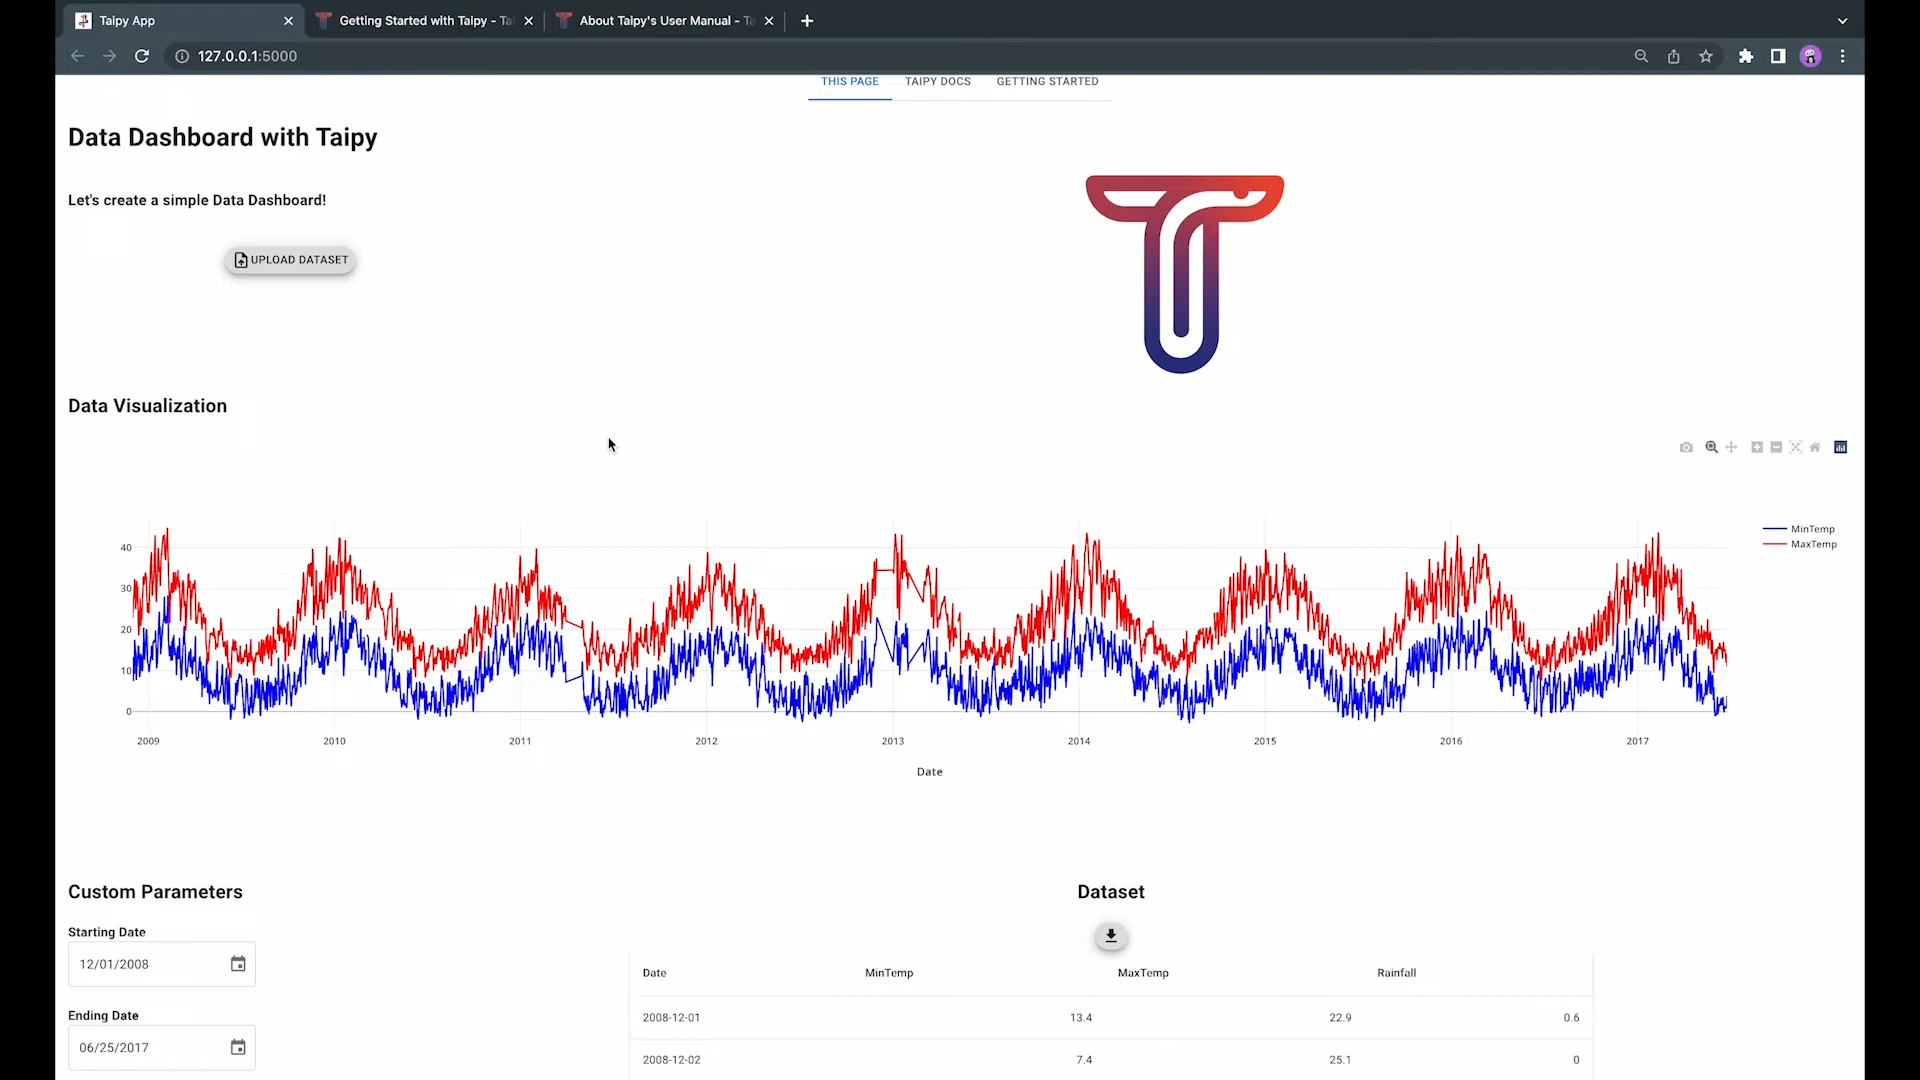 Taipy App
Getting Started with Taipy - Ta
About Taipy's User Manual - Ta
127.0.0.1:5000
THIS PAGE
TAIPY DOCS
GETTING STARTED
Data Dashboard with Taipy
Let's create a simple Data Dashboard!
UPLOAD DATASET
Data Visualization
MinTemp
MaxTemp
40
30
20
10
0
2009 2010 2011 2012 2013 2014 2015 2016 2017
Date
Custom Parameters
Starting Date
12/01/2008
Ending Date
06/25/2017
Dataset
Date MinTemp MaxTemp Rainfall
2008-12-01 13.4 22.9 0.6
2008-12-02 7.4 25.1 0